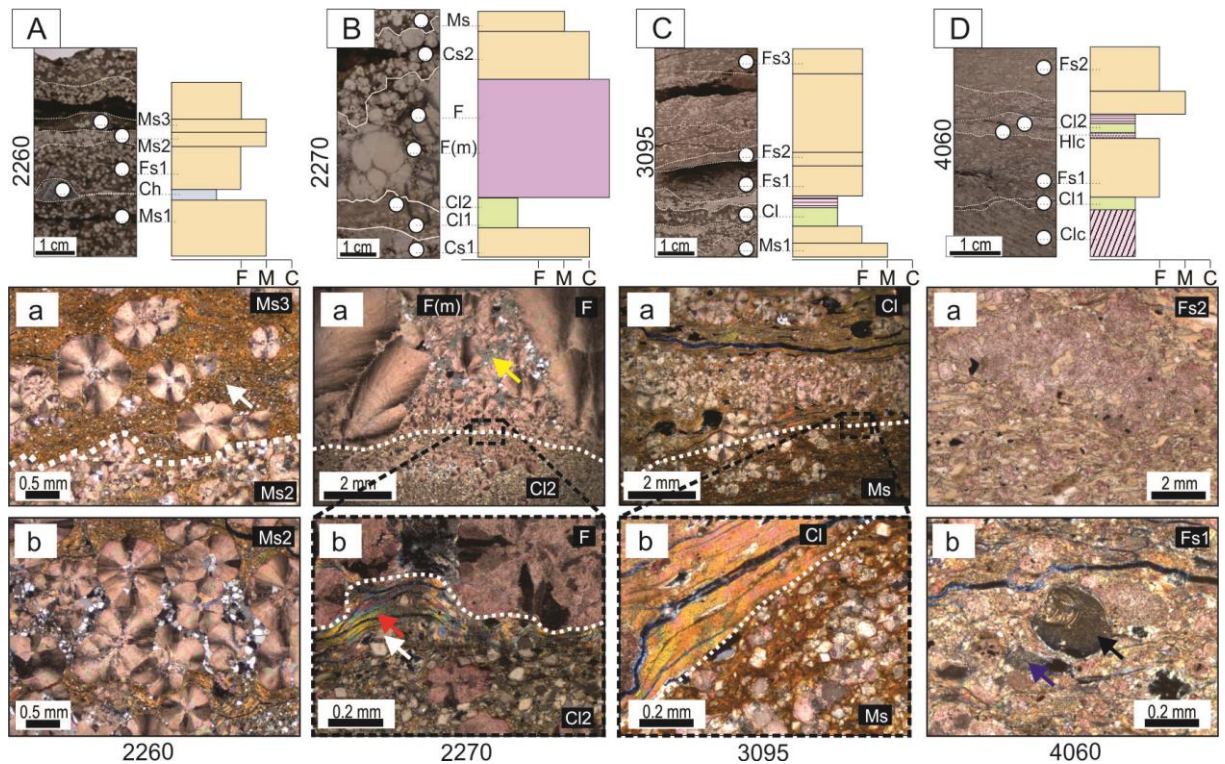 A
2260
1 cm
Ms3
Ms2
Fs1
Ch
Ms1
F M C
B
2270
1 cm
Ms
Cs2
F
F(m)
Cl2
Cl1
Cs1
F M C
C
3095
1 cm
Fs3
Fs2
Fs1
Cl
Ms1
F M C
D
4060
1 cm
Fs2
Cl2
Hlc
Fs1
Cl1
Clc
F M C
a
Ms3
0.5 mm
Ms2
a
F(m)
F
2 mm
Cl2
a
Cl
2 mm
Ms
a
Fs2
2 mm
b
Ms2
0.5 mm
b
F
0.2 mm
Cl2
b
Cl
0.2 mm
Ms
b
Fs1
0.2 mm
2260
2270
3095
4060